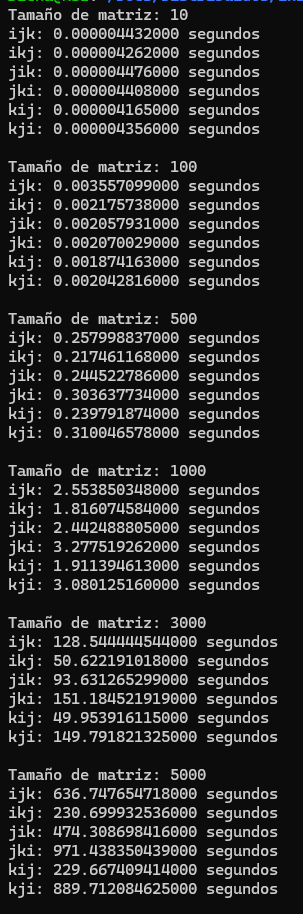 Tamaño de matriz: 10
ijk: 0.000004432000 segundos
ikj: 0.000004262000 segundos
jik: 0.000004476000 segundos
jki: 0.000004408000 segundos
kij: 0.000004165000 segundos
kji: 0.000004356000 segundos
Tamaño de matriz: 100
ijk: 0.003557099000 segundos
ikj: 0.002175738000 segundos
jik: 0.002057931000 segundos
jki: 0.002070029000 segundos
kij: 0.001874163000 segundos
kji: 0.002042816000 segundos
Tamaño de matriz: 500
ijk: 0.257998837000 segundos
ikj: 0.217461168000 segundos
jik: 0.244522786000 segundos
jki: 0.303637734000 segundos
kij: 0.239791874000 segundos
kji: 0.310046578000 segundos
Tamaño de matriz: 1000
ijk: 2.553850348000 segundos
ikj: 1.816074584000 segundos
jik: 2.442488805000 segundos
jki: 3.277519262000 segundos
kij: 1.911394613000 segundos
kji: 3.080125160000 segundos
Tamaño de matriz: 3000
ijk: 128.544444544000 segundos
ikj: 50.622191018000 segundos
jik: 93.631265299000 segundos
jki: 151.184521919000 segundos
kij: 49.953916115000 segundos
kji: 149.791821325000 segundos
Tamaño de matriz: 5000
ijk: 636.747654718000 segundos
ikj: 230.699932536000 segundos
jik: 474.308698416000 segundos
jki: 971.438350439000 segundos
kij: 229.667409414000 segundos
kji: 889.712084625000 segundos